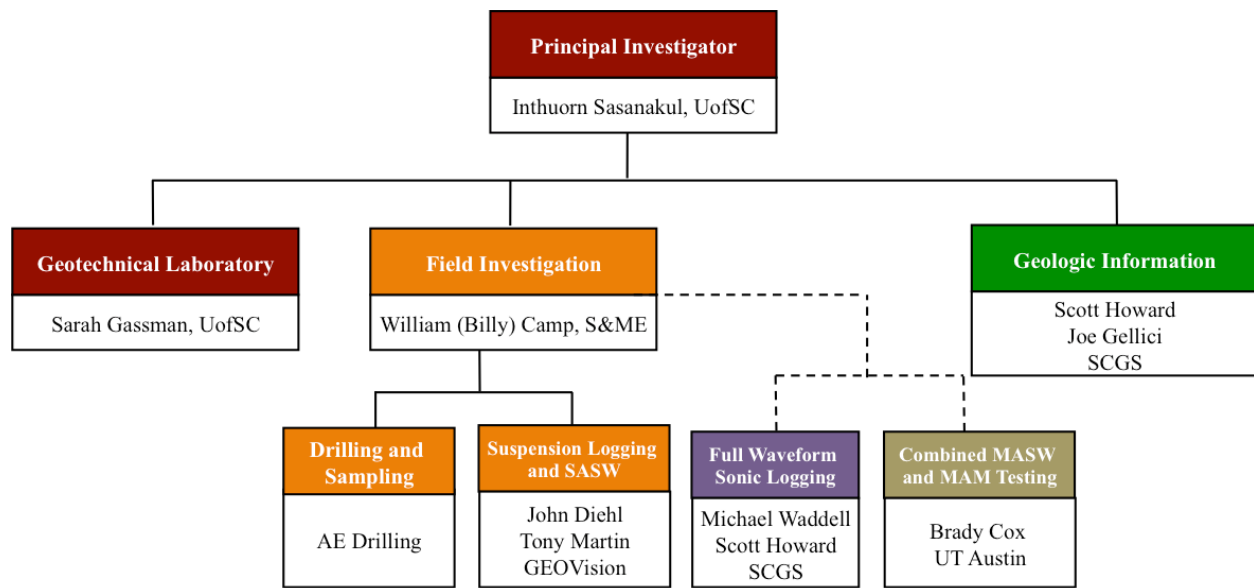 Principal Investigator
Inthuorn Sasanakul, UofSC
Geotechnical Laboratory
Sarah Gassman, UofSC
Field Investigation
William (Billy) Camp, S&ME
Geologic Information
Scott Howard
Joe Gellici
SCGS
Drilling and
Sampling
AE Drilling
Suspension Logging
and SASW
John Diehl
Tony Martin
GEOVision
Full Waveform
Sonic Logging
Michael Waddell
Scott Howard
SCGS
Combined MASW
and MAM Testing
Brady Cox
UT Austin